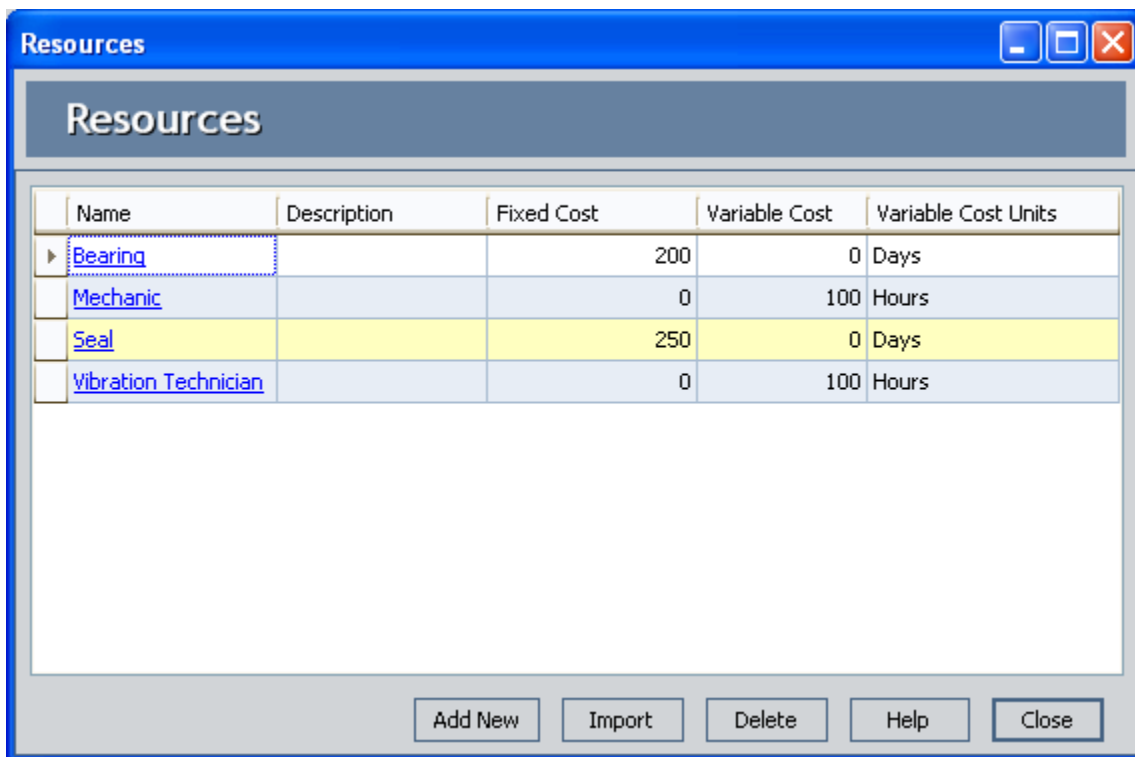 Resources
Resources
Name Description Fixed Cost Variable Cost Variable Cost Units
Bearing 200 0 Days
Mechanic 0 100 Hours
Seal 250 0 Days
Vibration Technician 0 100 Hours
Add New Import Delete Help Close